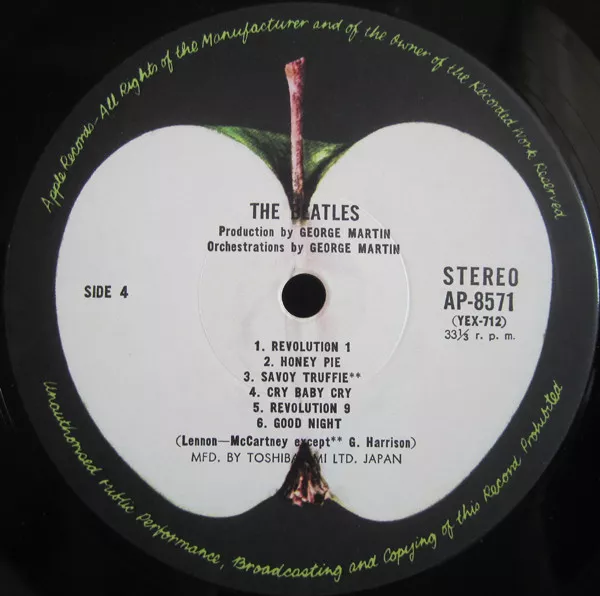 Apple Records-All Rights of the Manufacturer and of the Owner of the Recorded Work Reserved
THE BEATLES
Production by GEORGE MARTIN
Orchestrations by GEORGE MARTIN
SIDE 4
STEREO
AP-8571
(YEX-712)
33⅓ r. p. m.
1. REVOLUTION 1
2. HONEY PIE
3. SAVOY TRUFFIE**
4. CRY BABY CRY
5. REVOLUTION 9
6. GOOD NIGHT
(Lennon—McCartney except** G. Harrison)
MFD. BY TOSHIBA EMI LTD. JAPAN
Unauthorised Public Performance, Broadcasting and Copying of this Record Prohibited